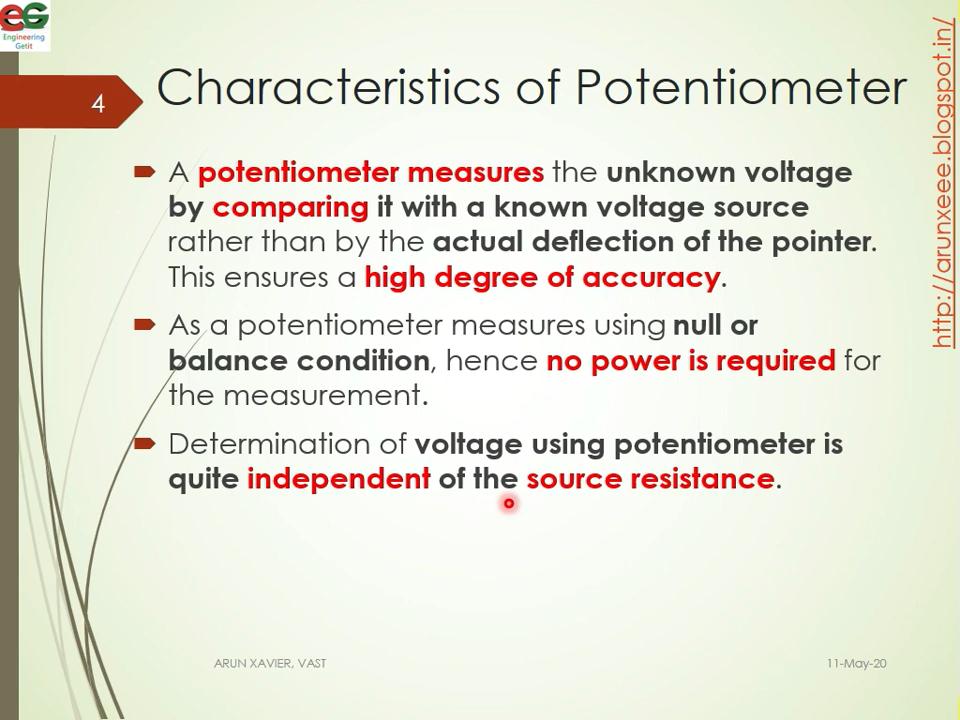 EG
Engineering
Getit
4
Characteristics of Potentiometer
http://arunxeee.blogspot.in/
A potentiometer measures the unknown voltage
by comparing it with a known voltage source
rather than by the actual deflection of the pointer.
This ensures a high degree of accuracy.
As a potentiometer measures using null or
balance condition, hence no power is required for
the measurement.
Determination of voltage using potentiometer is
quite independent of the source resistance.
ARUN XAVIER, VAST
11-May-20